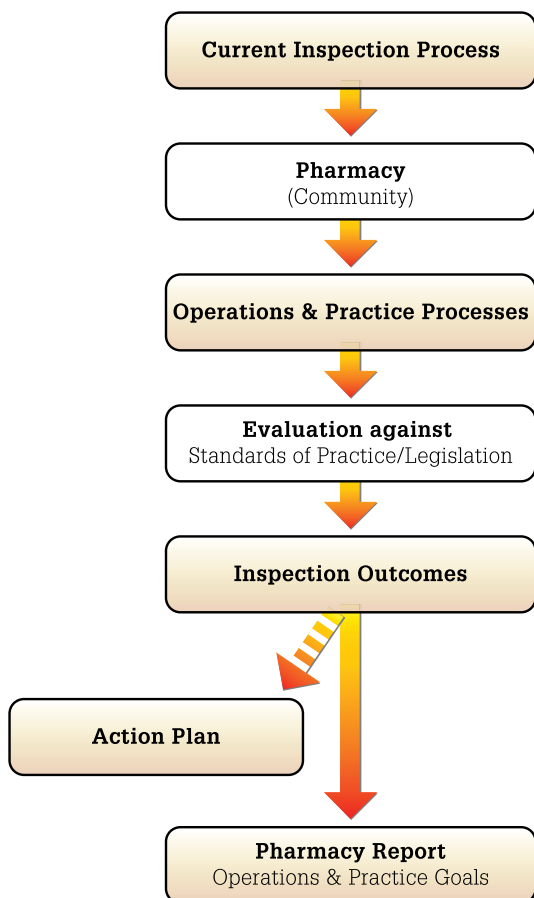 Current Inspection Process
Pharmacy
(Community)
Operations & Practice Processes
Evaluation against
Standards of Practice/Legislation
Inspection Outcomes
Action Plan
Pharmacy Report
Operations & Practice Goals